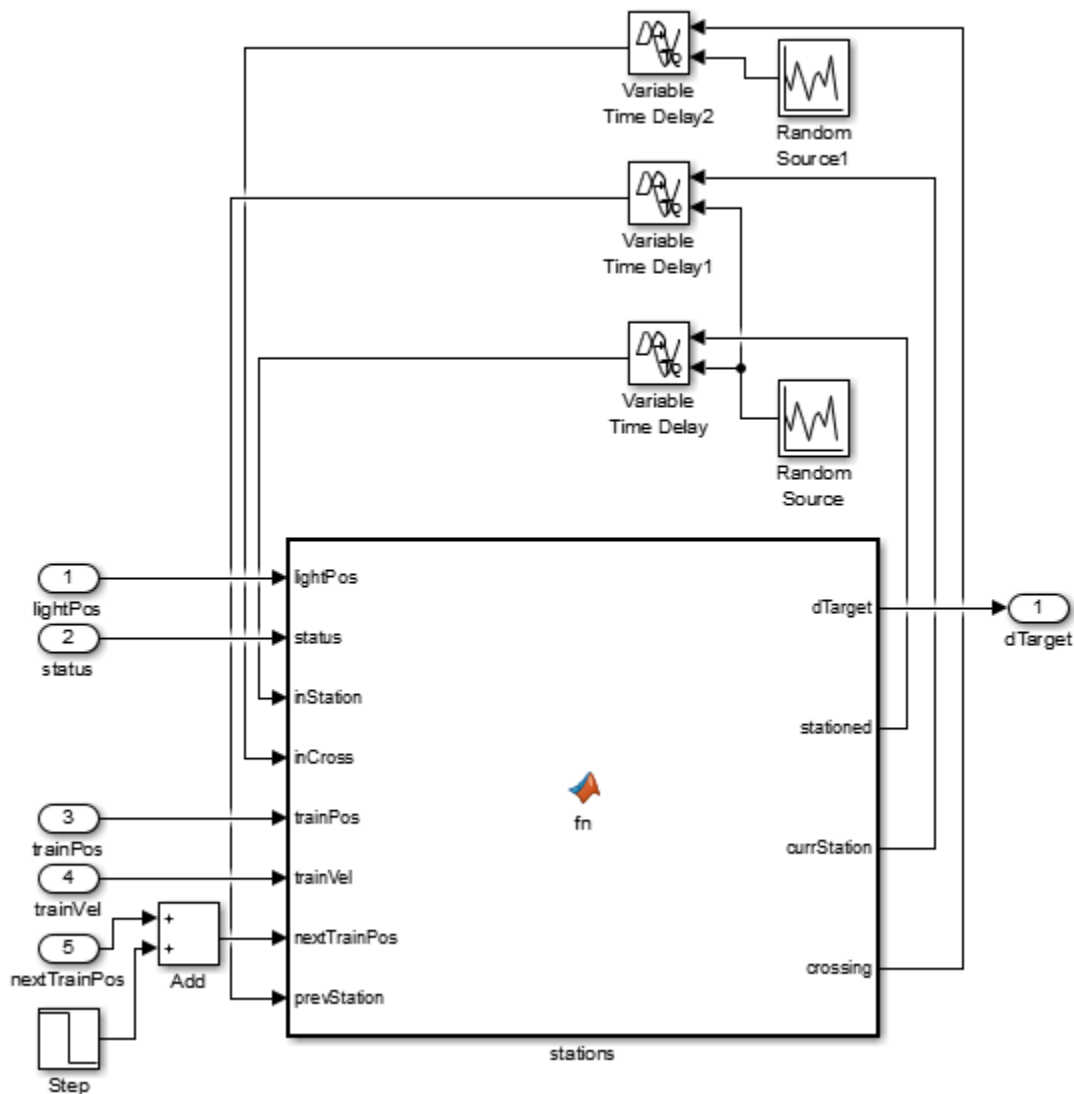 Variable
Time Delay2
Random
Source1
Variable
Time Delay1
Variable
Time Delay
Random
Source
1
lightPos
lightPos
dTarget
1
dTarget
2
status
status
inStation
stationed
inCross
fn
3
trainPos
trainPos
currStation
4
trainVel
trainVel
+
+
Add
5
nextTrainPos
nextTrainPos
crossing
prevStation
stations
Step